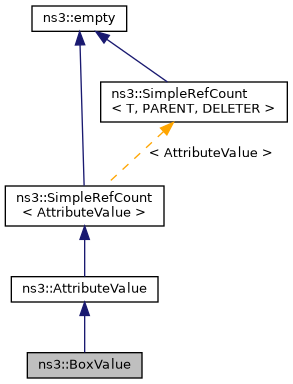 ns3::empty
ns3::SimpleRefCount
< T, PARENT, DELETER >
< AttributeValue >
ns3::SimpleRefCount
< AttributeValue >
ns3::AttributeValue
ns3::BoxValue